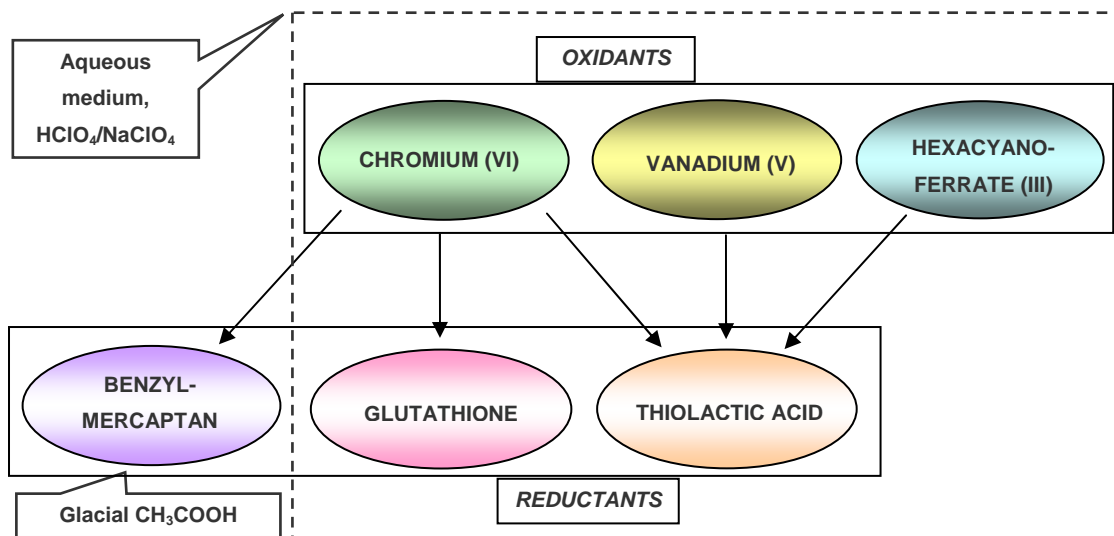 Aqueous
medium,
HClO₄/NaClO₄
OXIDANTS
CHROMIUM (VI)
VANADIUM (V)
HEXACYANO-
FERRATE (III)
BENZYL-
MERCAPTAN
GLUTATHIONE
THIOLACTIC ACID
REDUCTANTS
Glacial CH₃COOH